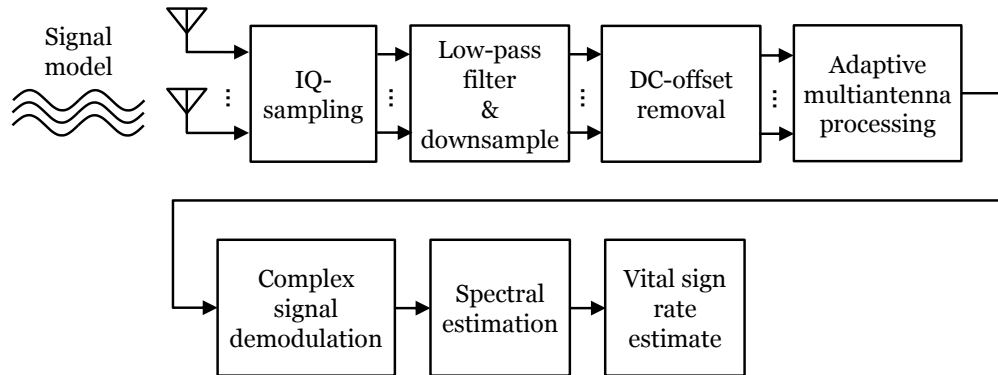 Signal
model
IQ-
sampling
Low-pass
filter
&
downsample
DC-offset
removal
Adaptive
multiantenna
processing
Complex
signal
demodulation
Spectral
estimation
Vital sign
rate
estimate